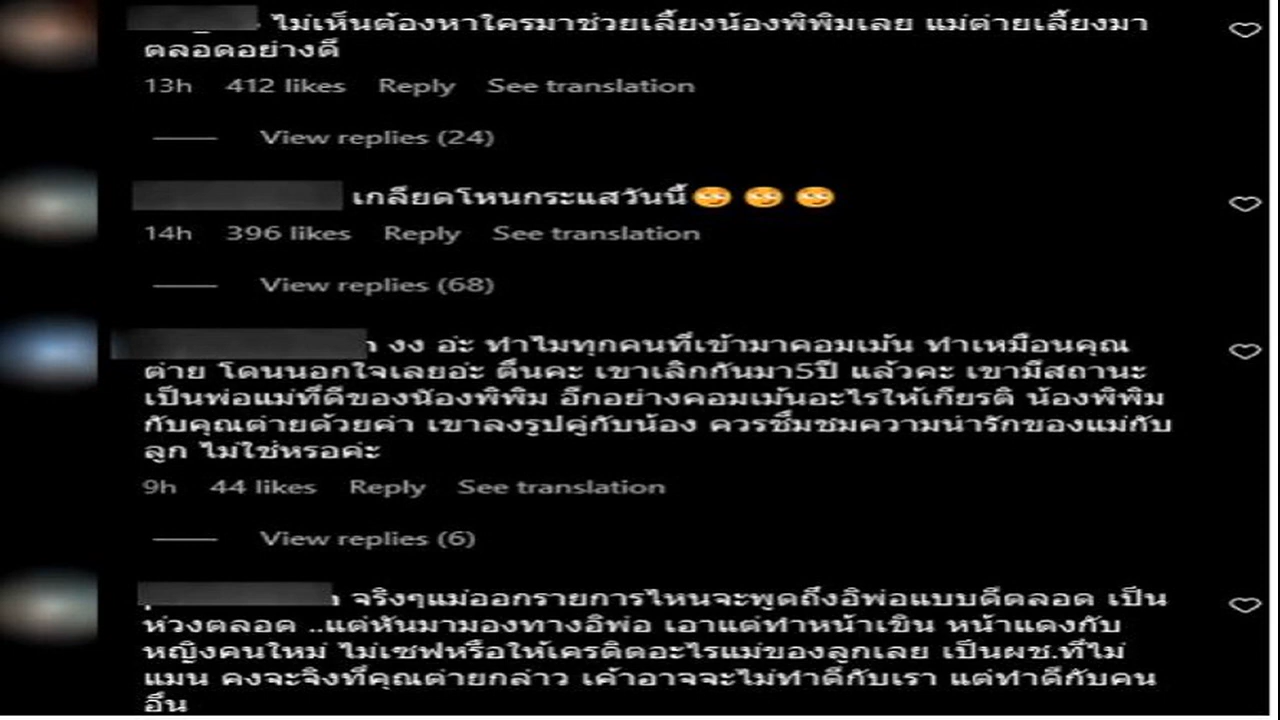 ไม่เห็นต้องหาใครมาช่วยเลี้ยงน้องพิพิมเลย แม่ต่ายเลี้ยงมา
ตลอดอย่างดี
13h 412 likes Reply See translation
View replies (24)
เกลียดโหนกระแสวันนี้
14h 396 likes Reply See translation
View replies (68)
งง อ่ะ ทำไมทุกคนที่เข้ามาคอมเม้น ทำเหมือนคุณ
ต่าย โดนนอกใจเลยอ่ะ ตื่นคะ เขาเลิกกันมา5ปี แล้วคะ เขามีสถานะ
เป็นพ่อแม่ที่ดีของน้องพิพิม อีกอย่างคอมเม้นอะไรให้เกียรติ น้องพิพิม
กับคุณต่ายด้วยค่า เขาลงรูปคู่กับน้อง ควรชื่มชมความน่ารักของแม่กับ
ลูก ไม่ใช่หรอค่ะ
9h 44 likes Reply See translation
View replies (6)
จริงๆแม่ออกรายการไหนจะพูดถึงอิพ่อแบบดีตลอด เป็น
ห่วงตลอด ..แต่หันมามองทางอิพ่อ เอาแต่ทำหน้าเขิน หน้าแดงกับ
หญิงคนใหม่ ไม่เซฟหรือให้เครดิตอะไรแม่ของลูกเลย เป็นผช.ที่ไม่
แมน คงจะจิงที่คุณต่ายกล่าว เค้าอาจจะไม่ทำดีกับเรา แต่ทำดีกับคน
อื่น